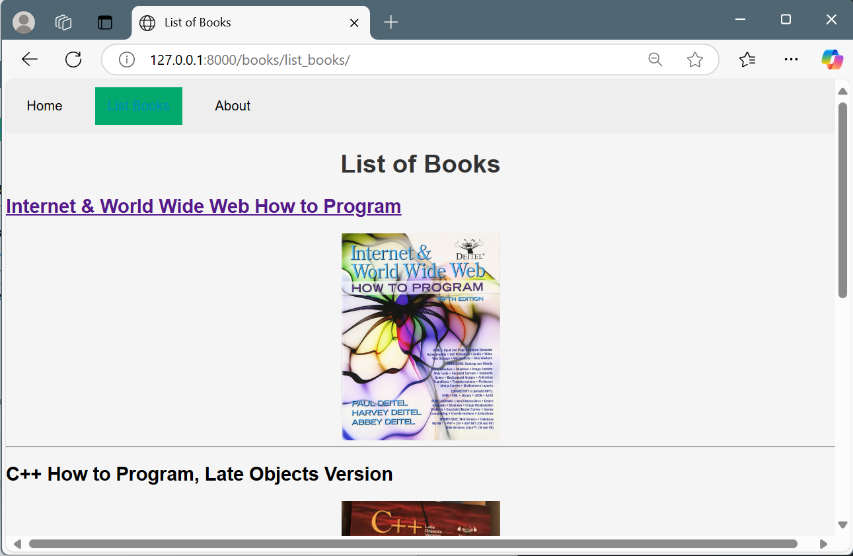 List of Books
127.0.0.1:8000/books/list_books/
Home
List Books
About
List of Books
Internet & World Wide Web How to Program
Internet &
DEITEL
World Wide Web
HOW TO PROGRAM
FIFTH EDITION
PAUL DEITEL
HARVEY DEITEL
ABBEY DEITEL
C++ How to Program, Late Objects Version
C++